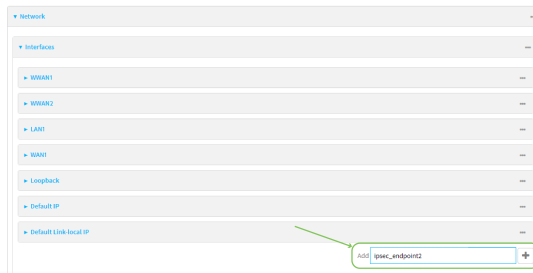 Network
Interfaces
WWAN1
WWAN2
LAN1
WAN1
Loopback
Default IP
Default Link-local IP
Add ipsec_endpoint2